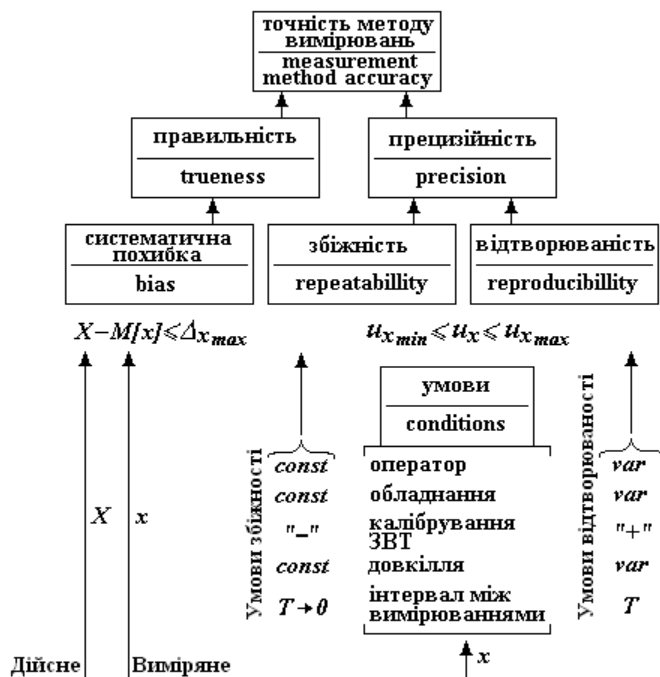 точність методу
вимірювань
measurement
method accuracy
правильність
trueness
прецизійність
precision
систематична
похибка
bias
збіжність
repeatabillity
відтворюваність
reproducibillity
X−M[x]⩽Δxmax
uxmin⩽ux⩽uxmax
умови
conditions
Умови збіжності
const
const
"−"
const
T→0
оператор
обладнання
калібрування
ЗВТ
довкілля
інтервал між
вимірюваннями
Умови відтворюваності
var
var
"+"
var
T
X
x
x
Дійсне
Виміряне